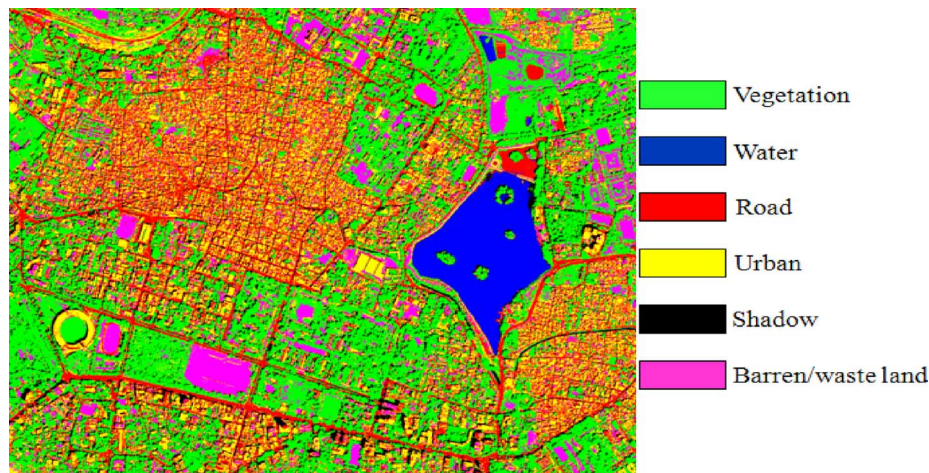 Vegetation
Water
Road
Urban
Shadow
Barren/waste land